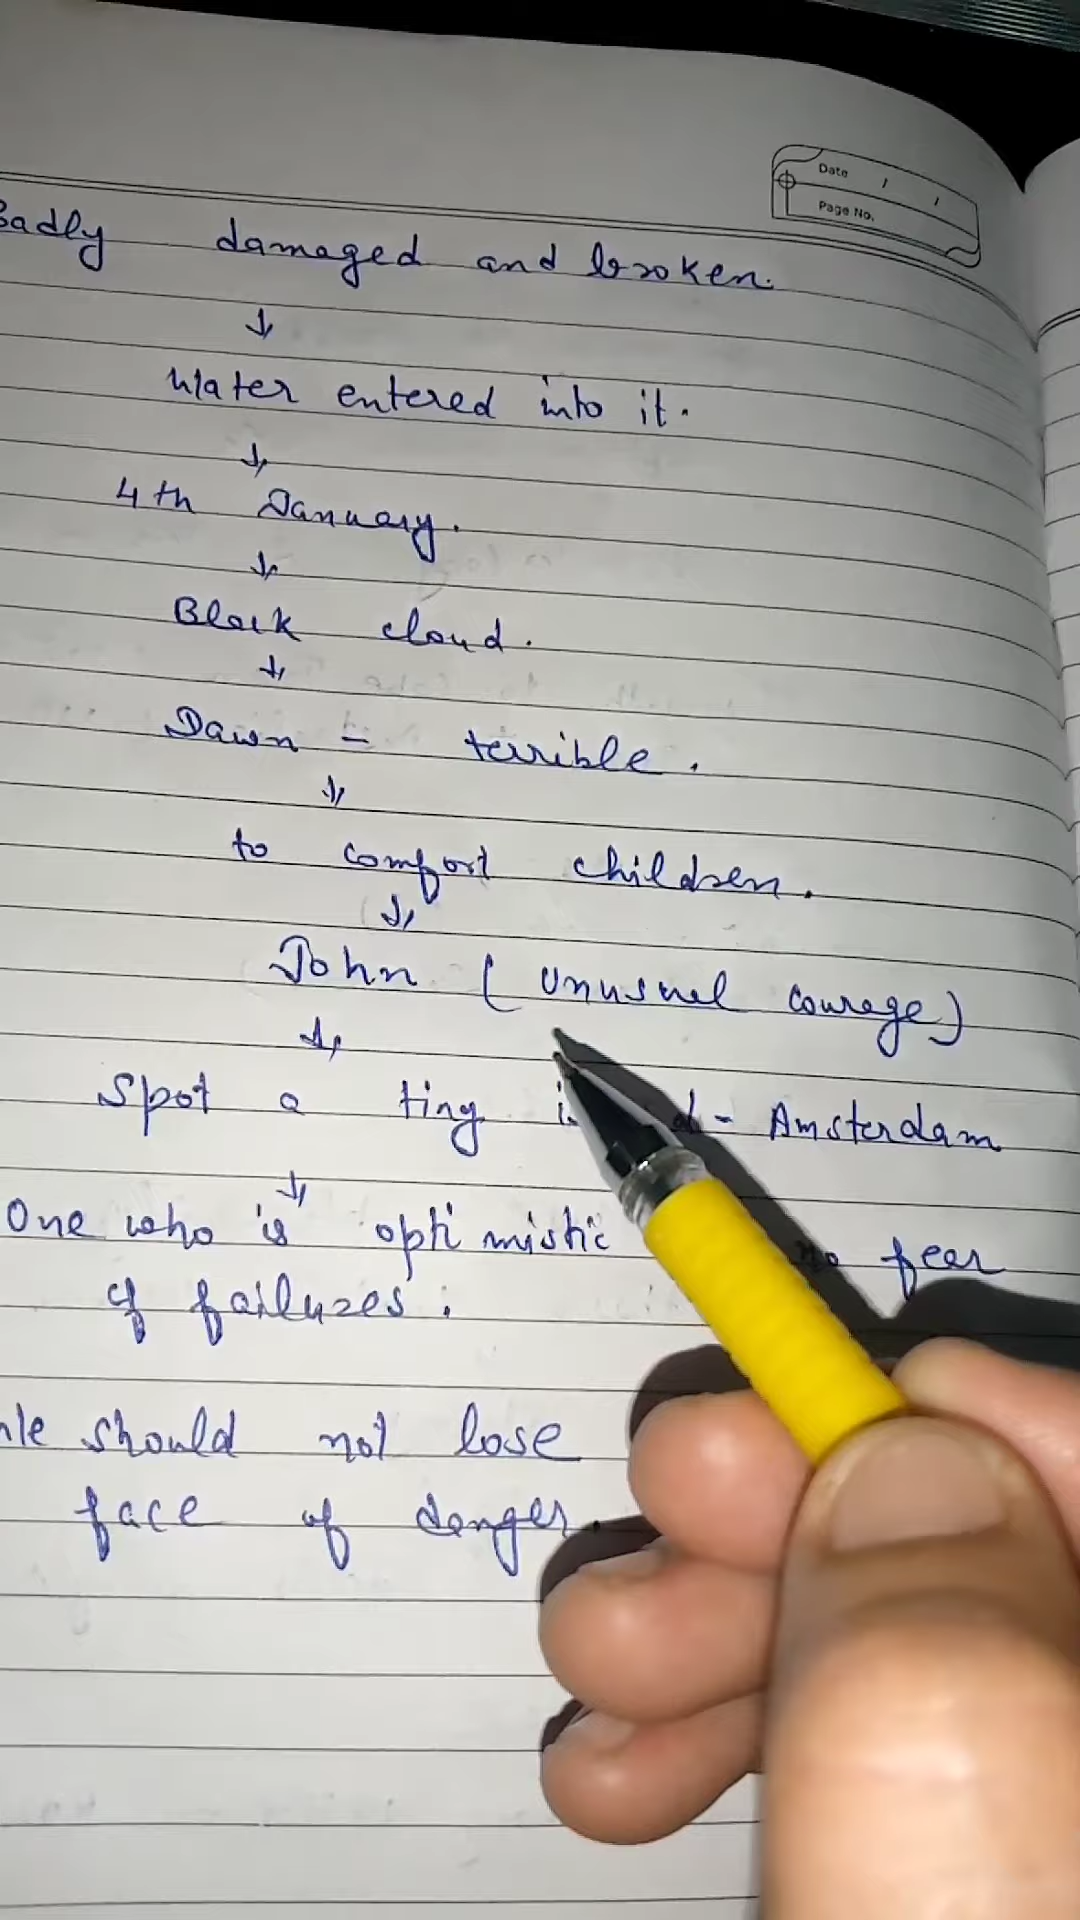 Date / /
Page No.
Badly damaged and broken.
↓
Water entered into it.
↓
4th January.
↓
Black cloud.
↓
Dawn = terrible.
↓
to comfort children.
↓
John ( unusual courage)
↓
Spot a ting - Amsterdam
↓
One who is optimistic no fear
of failures.
should not lose
face of danger.